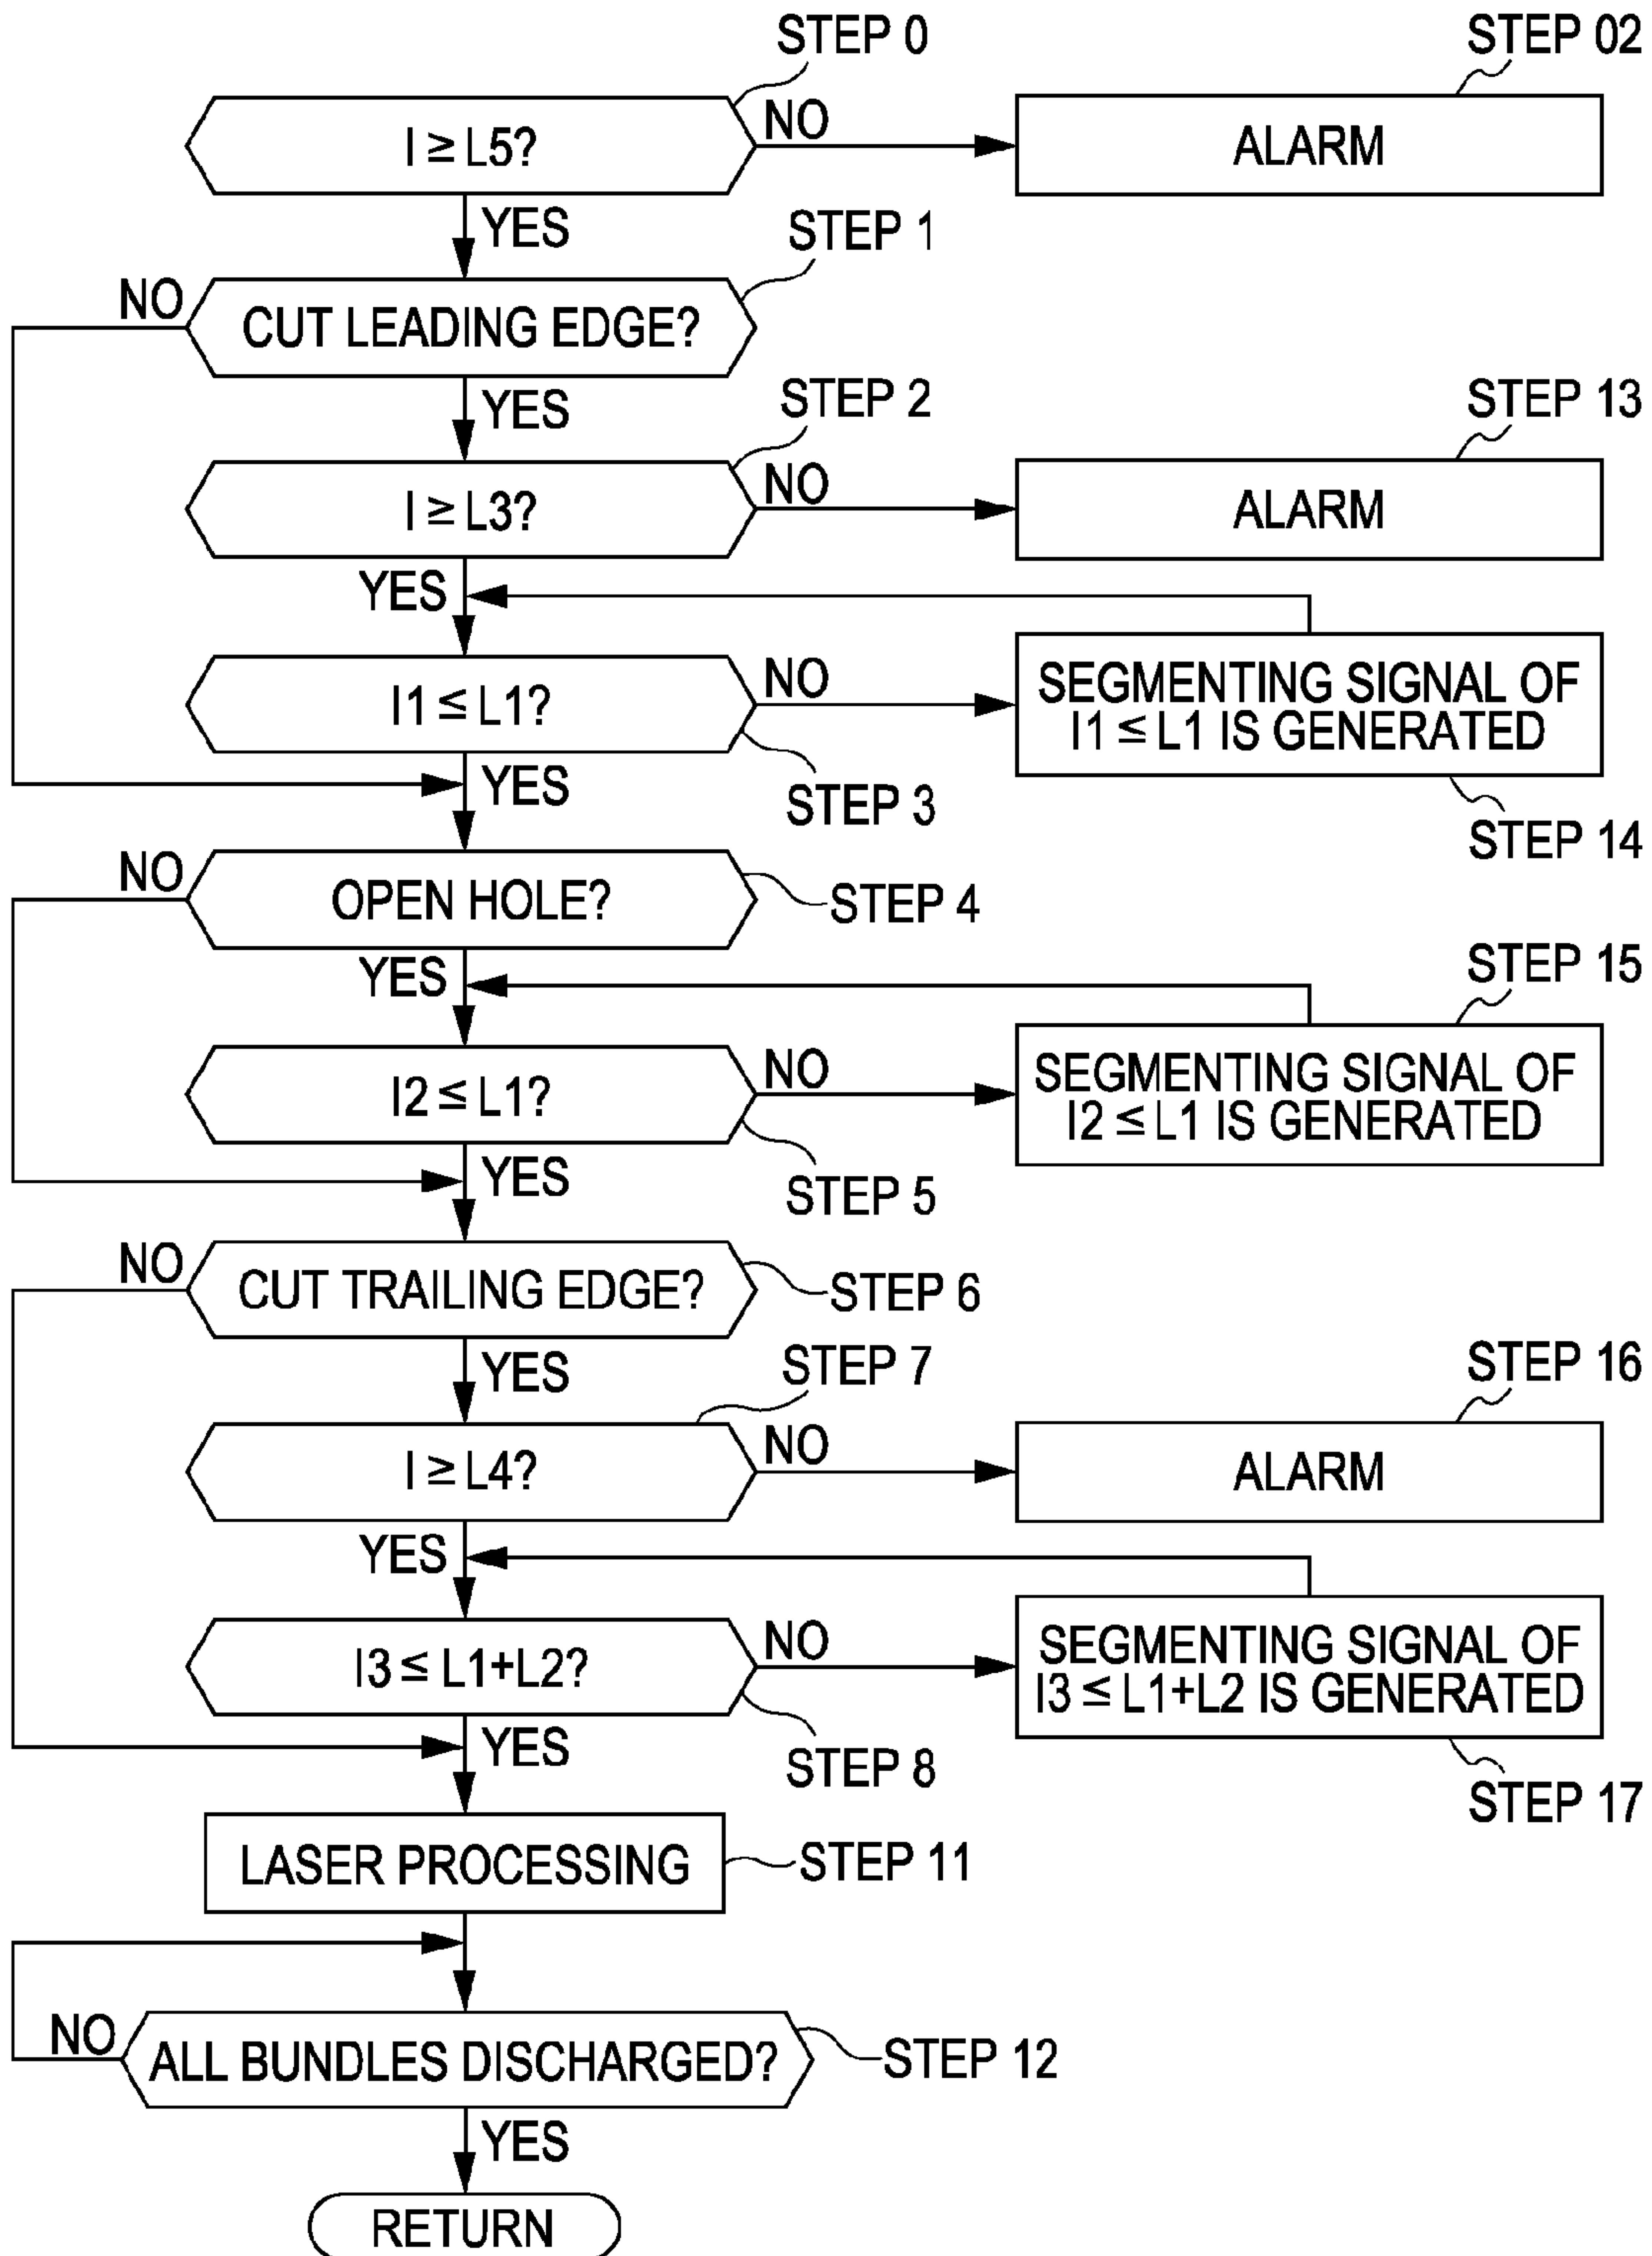 STEP 0
STEP 02
I ≥ L5?
NO
ALARM
YES
STEP 1
NO
CUT LEADING EDGE?
YES
STEP 2
STEP 13
I ≥ L3?
NO
ALARM
YES
I1 ≤ L1?
NO
SEGMENTING SIGNAL OF
I1 ≤ L1 IS GENERATED
YES
STEP 3
STEP 14
NO
OPEN HOLE?
STEP 4
YES
STEP 15
I2 ≤ L1?
NO
SEGMENTING SIGNAL OF
I2 ≤ L1 IS GENERATED
YES
STEP 5
NO
CUT TRAILING EDGE?
STEP 6
YES
STEP 7
STEP 16
I ≥ L4?
NO
ALARM
YES
I3 ≤ L1+L2?
NO
SEGMENTING SIGNAL OF
I3 ≤ L1+L2 IS GENERATED
YES
STEP 8
STEP 17
LASER PROCESSING
STEP 11
NO
ALL BUNDLES DISCHARGED?
STEP 12
YES
RETURN